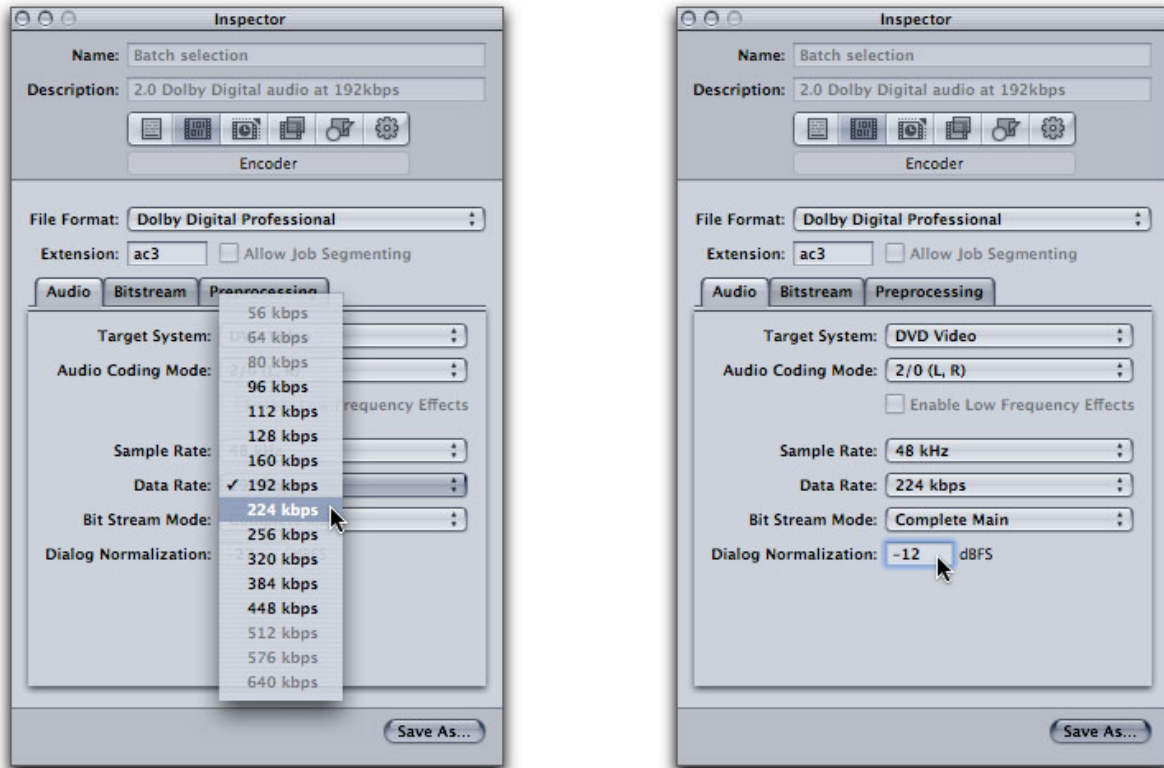 Inspector
Name: Batch selection
Description: 2.0 Dolby Digital audio at 192kbps
Encoder
File Format: Dolby Digital Professional
Extension: ac3 Allow Job Segmenting
Audio Bitstream Preprocessing
56 kbps
Target System: 64 kbps
80 kbps
Audio Coding Mode: 2/0 (L, R)
96 kbps
112 kbps Frequency Effects
128 kbps
Sample Rate:
160 kbps
Data Rate: ✓ 192 kbps
224 kbps
Bit Stream Mode:
256 kbps
Dialog Normalization:
320 kbps
384 kbps
448 kbps
512 kbps
576 kbps
640 kbps
Save As...
Inspector
Name: Batch selection
Description: 2.0 Dolby Digital audio at 192kbps
Encoder
File Format: Dolby Digital Professional
Extension: ac3 Allow Job Segmenting
Audio Bitstream Preprocessing
Target System: DVD Video
Audio Coding Mode: 2/0 (L, R)
Enable Low Frequency Effects
Sample Rate: 48 kHz
Data Rate: 224 kbps
Bit Stream Mode: Complete Main
Dialog Normalization: -12 dBFS
Save As...